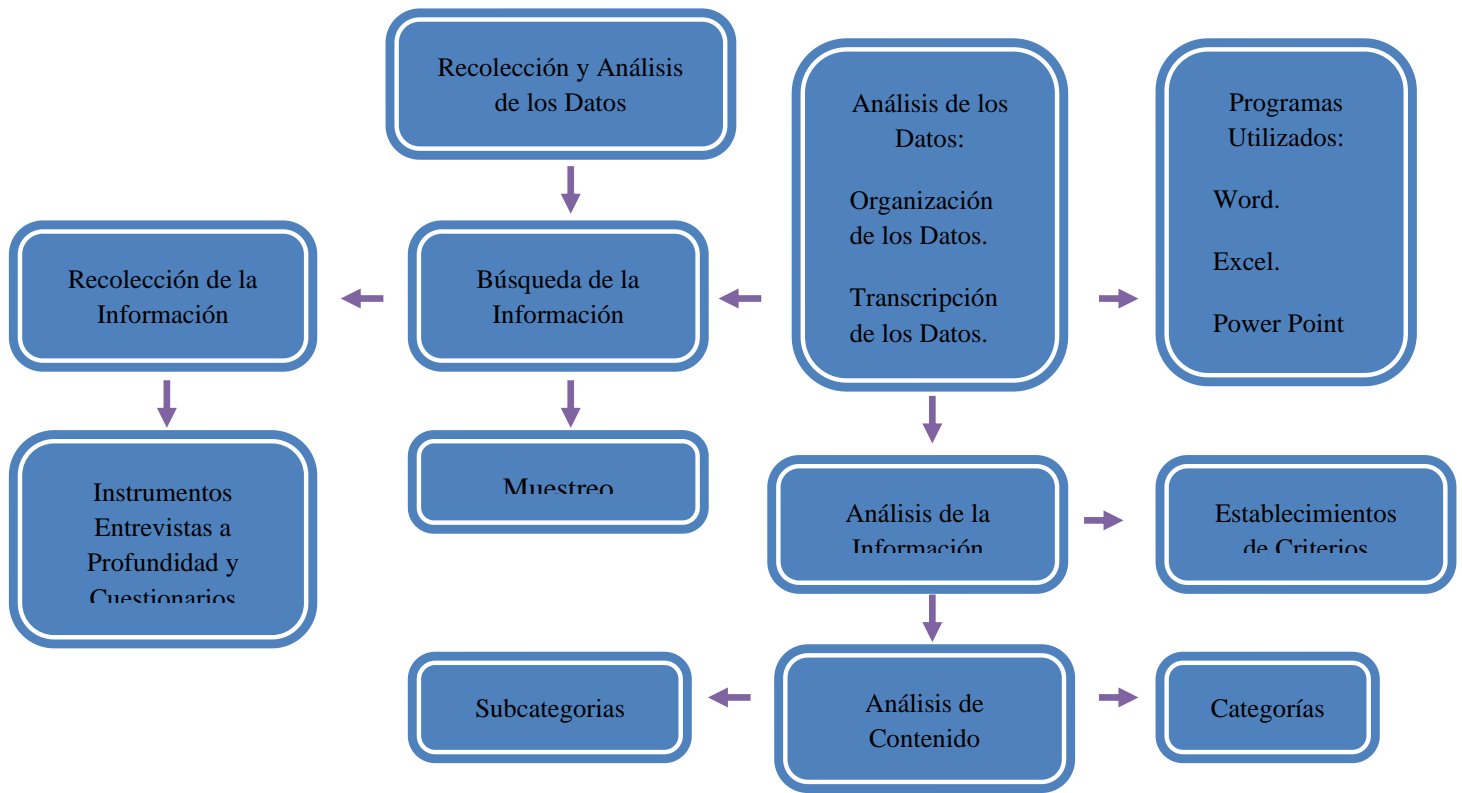 Recolección y Análisis
de los Datos
Análisis de los
Datos:
Organización
de los Datos.
Transcripción
de los Datos.
Programas
Utilizados:
Word.
Excel.
Power Point
Recolección de la
Información
Búsqueda de la
Información
Instrumentos
Entrevistas a
Profundidad y
Cuestionarios
Muestreo
Análisis de la
Información
Establecimientos
de Criterios
Subcategorias
Análisis de
Contenido
Categorías